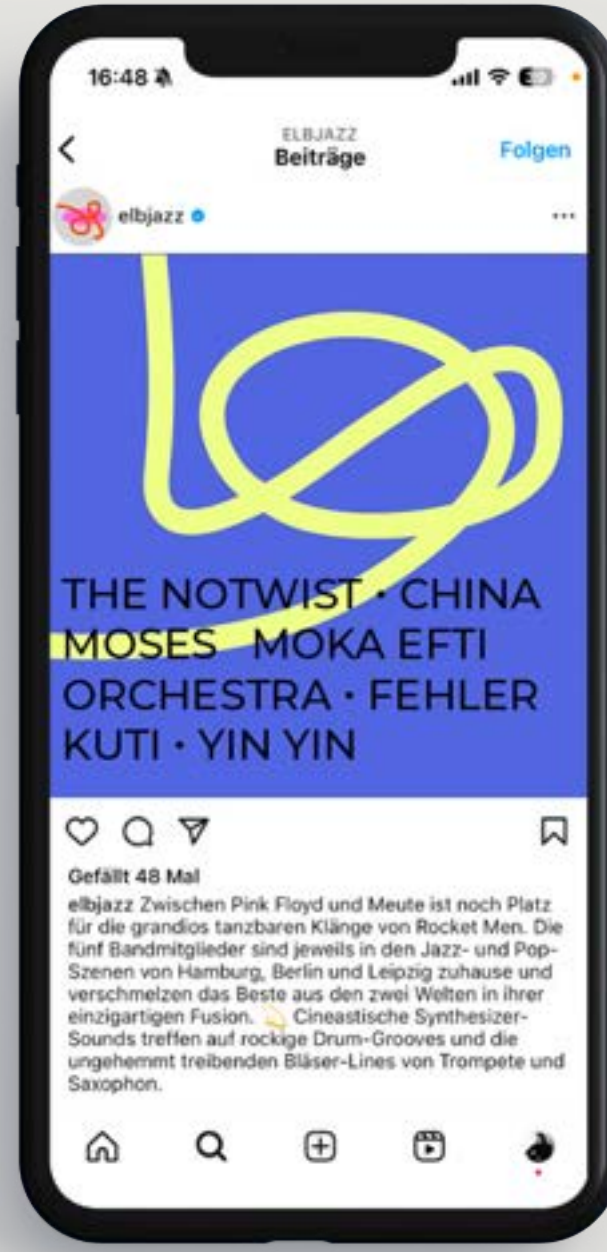 16:48
ELBJAZZ
Beiträge
Folgen
elbjazz
THE NOTWIST · CHINA
MOSES MOKA EFTI
ORCHESTRA · FEHLER
KUTI · YIN YIN
Gefällt 48 Mal
elbjazz Zwischen Pink Floyd und Meute ist noch Platz
für die grandios tanzbaren Klänge von Rocket Men. Die
fünf Bandmitglieder sind jeweils in den Jazz- und Pop-
Szenen von Hamburg, Berlin und Leipzig zuhause und
verschmelzen das Beste aus den zwei Welten in ihrer
einzigartigen Fusion. Cineastische Synthesizer-
Sounds treffen auf rockige Drum-Grooves und die
ungehemmt treibenden Bläser-Lines von Trompete und
Saxophon.